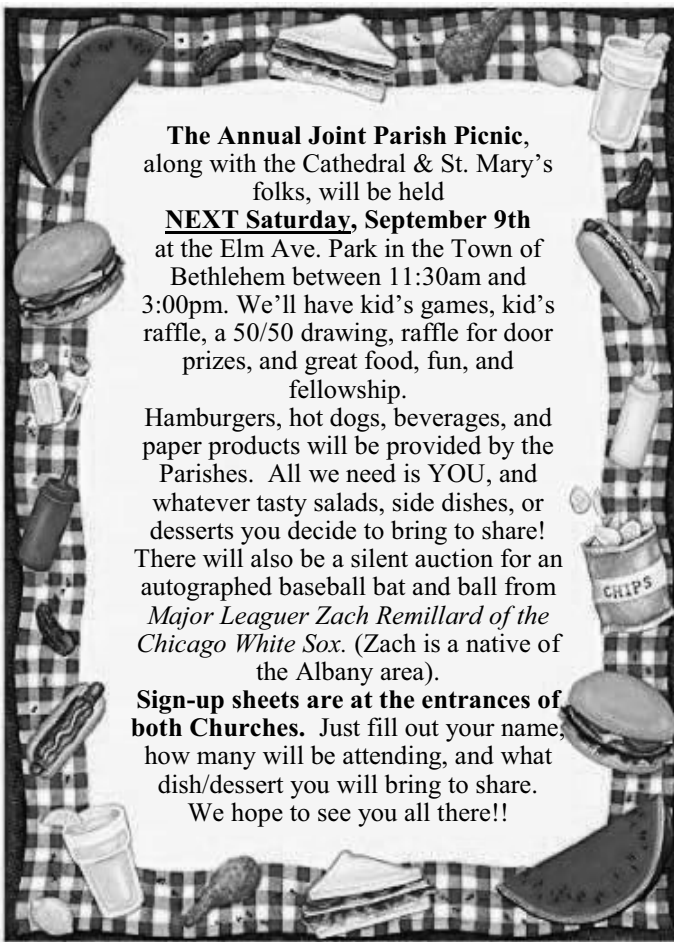 The Annual Joint Parish Picnic,
along with the Cathedral & St. Mary’s
folks, will be held
NEXT Saturday, September 9th
at the Elm Ave. Park in the Town of
Bethlehem between 11:30am and
3:00pm. We’ll have kid’s games, kid’s
raffle, a 50/50 drawing, raffle for door
prizes, and great food, fun, and
fellowship.
Hamburgers, hot dogs, beverages, and
paper products will be provided by the
Parishes.  All we need is YOU, and
whatever tasty salads, side dishes, or
desserts you decide to bring to share!
There will also be a silent auction for an
autographed baseball bat and ball from
Major Leaguer Zach Remillard of the
Chicago White Sox. (Zach is a native of
the Albany area).
Sign-up sheets are at the entrances of
both Churches.  Just fill out your name,
how many will be attending, and what
dish/dessert you will bring to share.
We hope to see you all there!!
CHIPS